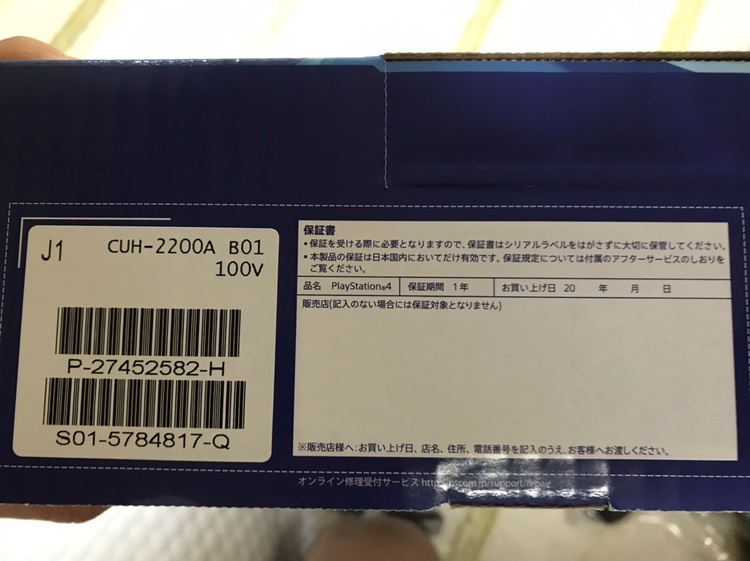 J1 CUH-2200A B01
100V
P-27452582-H
S01-5784817-Q
保証書
•保証を受ける際に必要となりますので、保証書はシリアルラベルをはがさずに大切に保管してください。
•本製品の保証は日本国内においてだけ有効です。保証規定については付属のアフターサービスのしおりを
ご覧ください。
品名 PlayStation®4 保証期間 1年 お買い上げ日 20 年 月 日
販売店(記入のない場合には保証対象となりません)
※販売店様へ:お買い上げ日、店名、住所、電話番号を記入のうえ、お客様へお渡しください。
オンライン修理受付サービス http://pscom.jp/support/repair